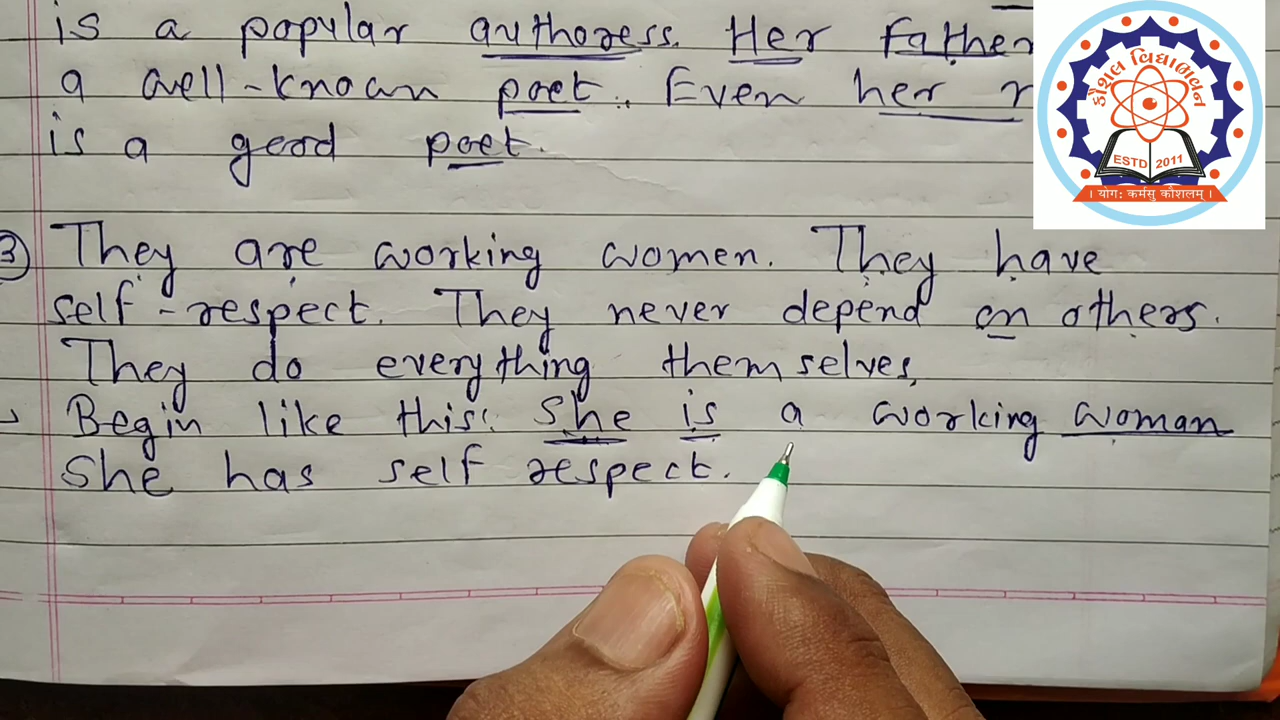 is a popular authoress. Her father
a well-known poet. Even her
is a good poet.
3 They are working women. They have
self-respect. They never depend on others.
They do everything themselves.
Begin like this: She is a working woman
She has self respect.
કૌશલ વિદ્યાભવન
ESTD 2011
। योगः कर्मसु कौशलम् ।